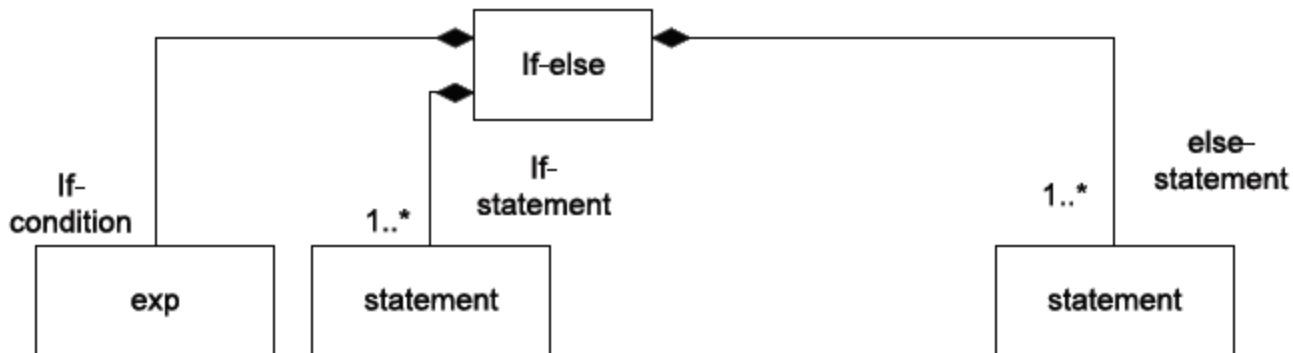 If-else
If-
condition
1..*
If-
statement
1..*
else-
statement
exp
statement
statement